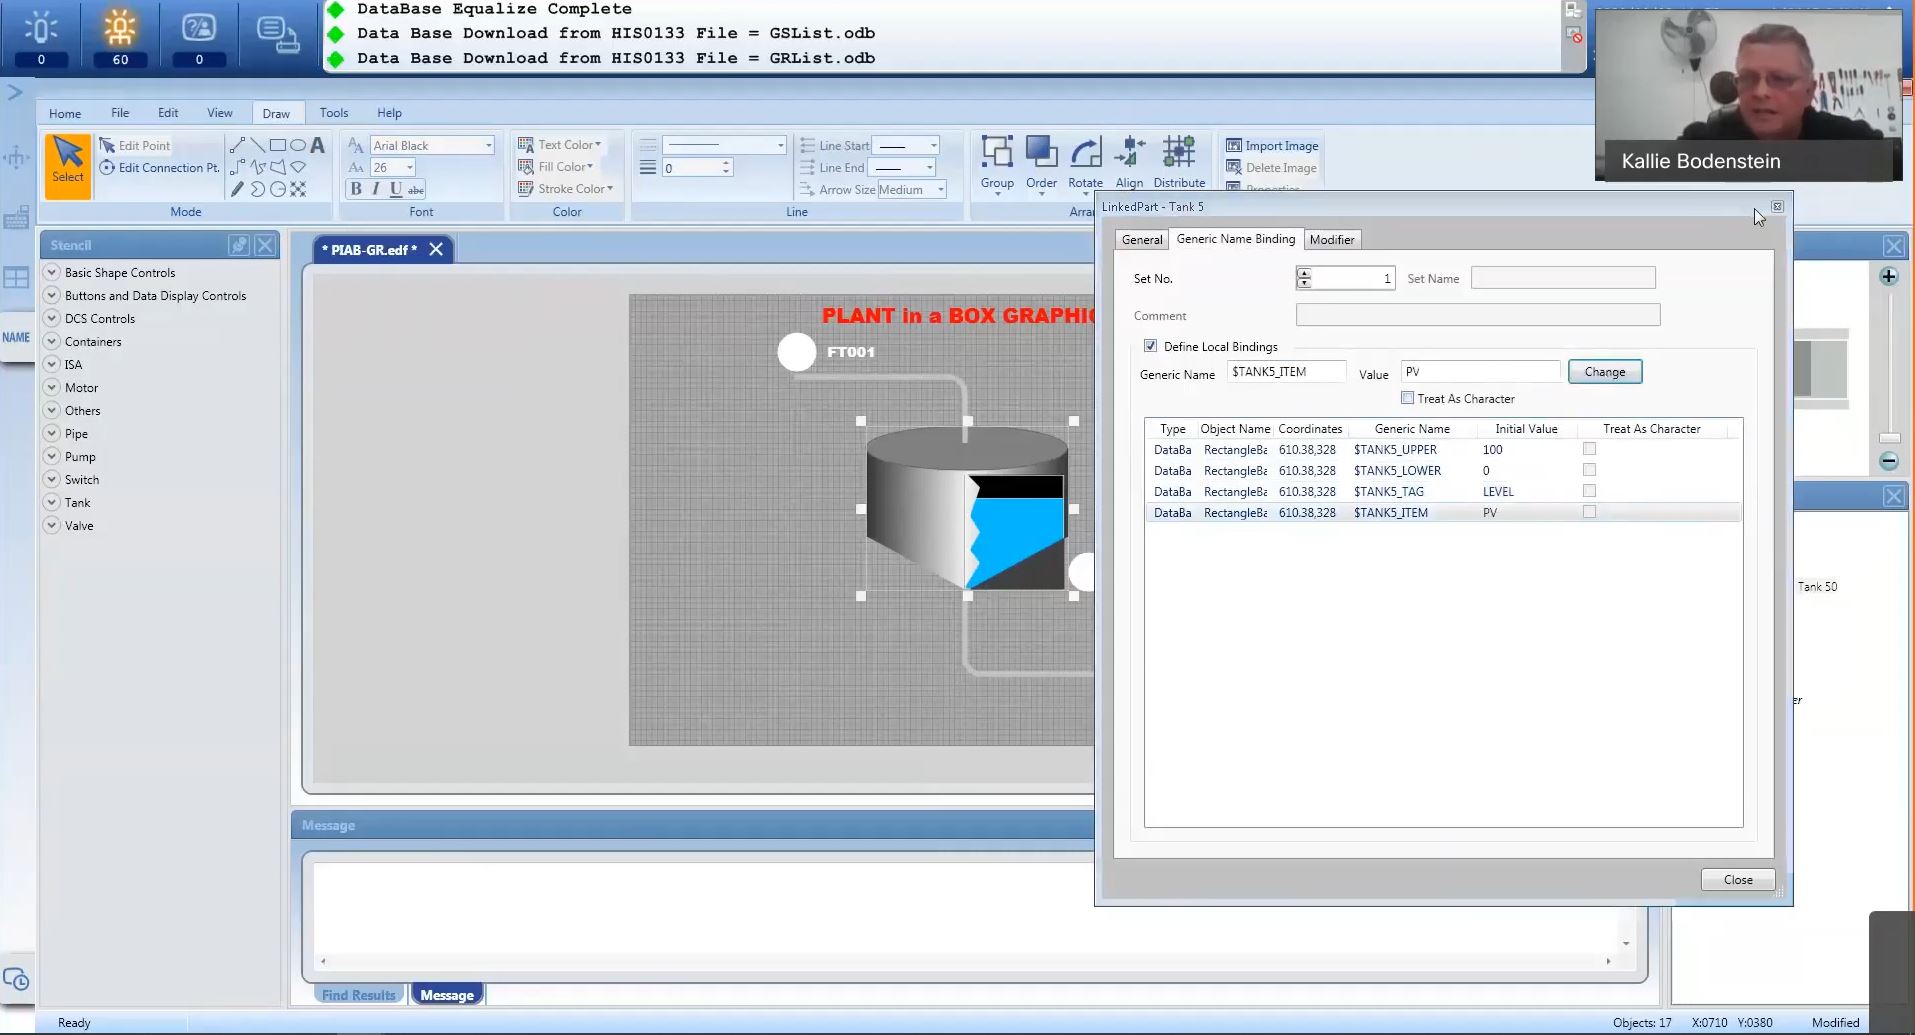 DataBase Equalize Complete
Data Base Download from HIS0133 File = GSList.odb
Data Base Download from HIS0133 File = GRList.odb
0 60 0
Kallie Bodenstein
Home File Edit View Draw Tools Help
Select
Edit Point
Edit Connection Pt.
Mode
Arial Black
26
B I U abc
Font
Text Color
Fill Color
Stroke Color
Color
0
Line Start
Line End
Arrow Size Medium
Line
Group Order Rotate Align Distribute
Import Image
Delete Image
NAME
Stencil
Basic Shape Controls
Buttons and Data Display Controls
DCS Controls
Containers
ISA
Motor
Others
Pipe
Pump
Switch
Tank
Valve
* PIAB-GR.edf *
PLANT in a BOX GRAPHIC
FT001
LinkedPart - Tank 5
General Generic Name Binding Modifier
Set No. 1 Set Name
Comment
Define Local Bindings
Generic Name $TANK5_ITEM Value PV Change
Treat As Character
Type Object Name Coordinates Generic Name Initial Value Treat As Character
DataBa RectangleBa 610.38,328 $TANK5_UPPER 100
DataBa RectangleBa 610.38,328 $TANK5_LOWER 0
DataBa RectangleBa 610.38,328 $TANK5_TAG LEVEL
DataBa RectangleBa 610.38,328 $TANK5_ITEM PV
Close
Tank 50
er
Message
Find Results Message
Ready
Objects: 17 X:0710 Y:0380 Modified